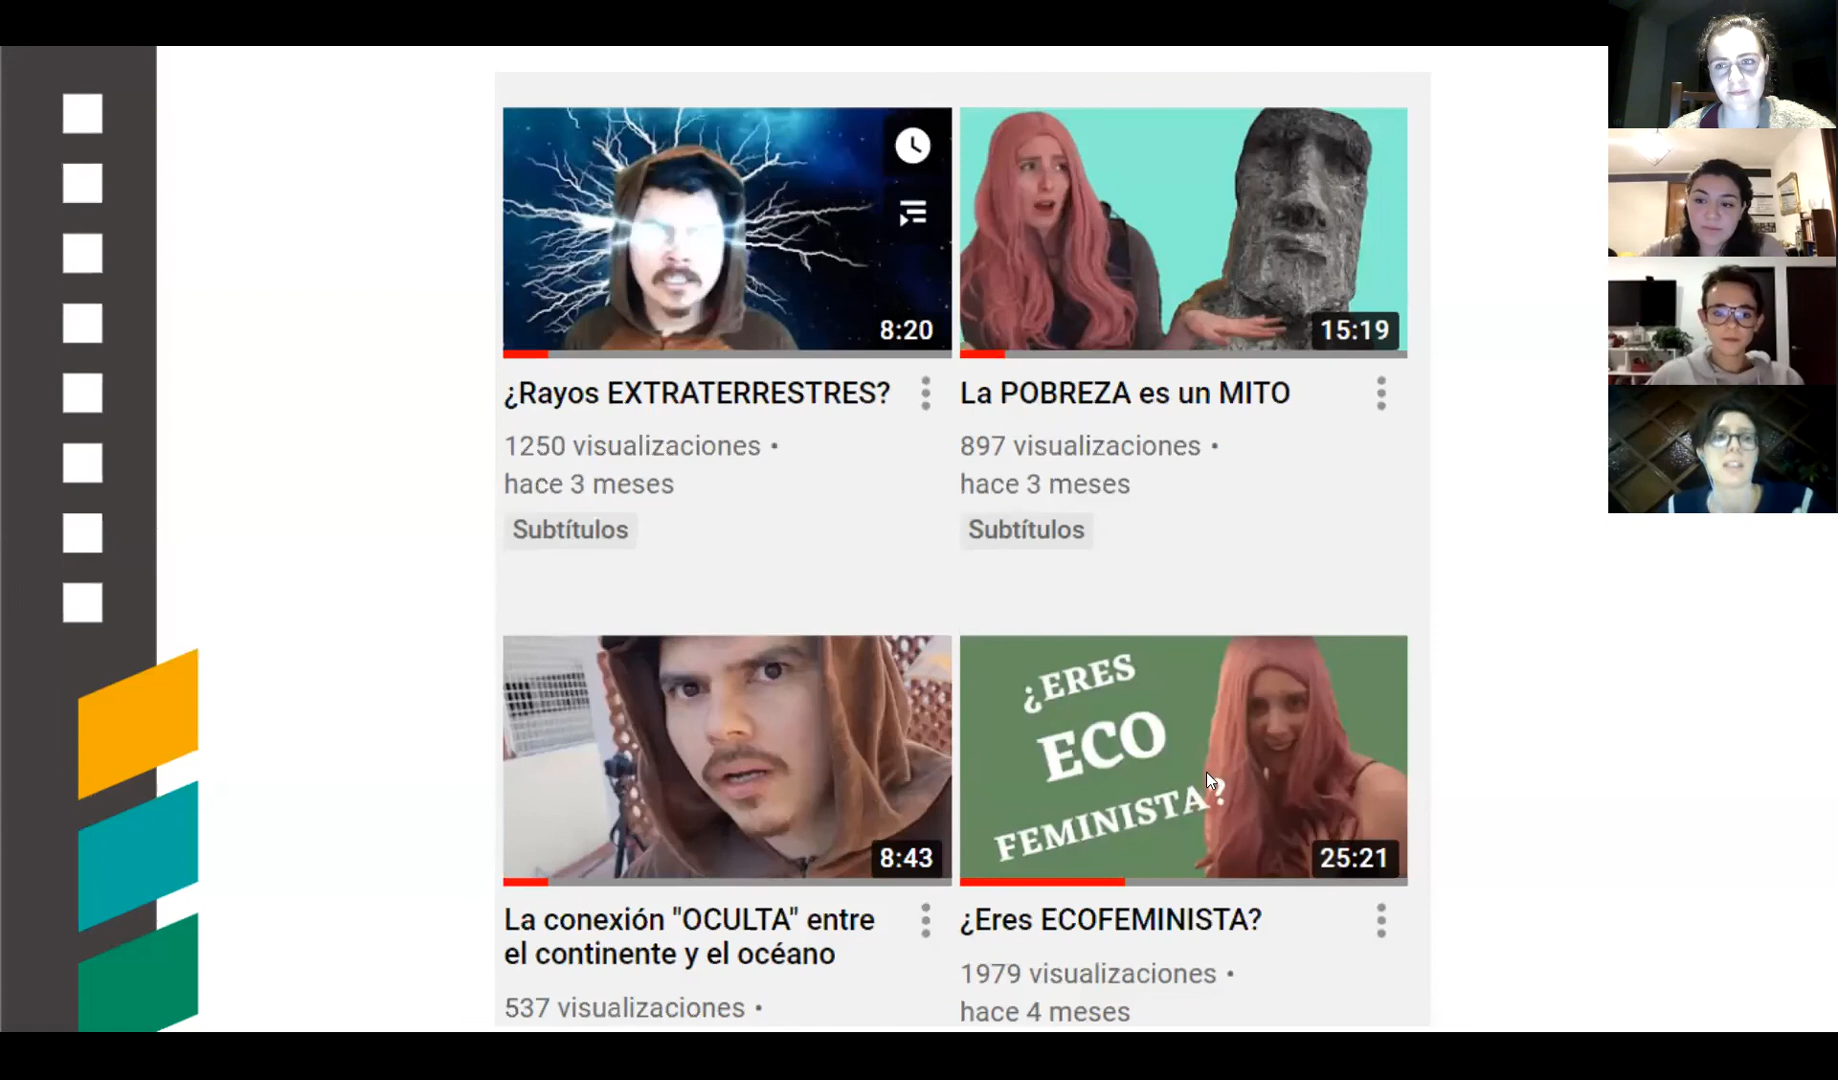 8:20
15:19
¿Rayos EXTRATERRESTRES?
La POBREZA es un MITO
1250 visualizaciones •
897 visualizaciones •
hace 3 meses
hace 3 meses
Subtítulos
Subtítulos
¿ERES
ECO
FEMINISTA?
8:43
25:21
La conexión "OCULTA" entre
el continente y el océano
¿Eres ECOFEMINISTA?
537 visualizaciones •
1979 visualizaciones •
hace 4 meses